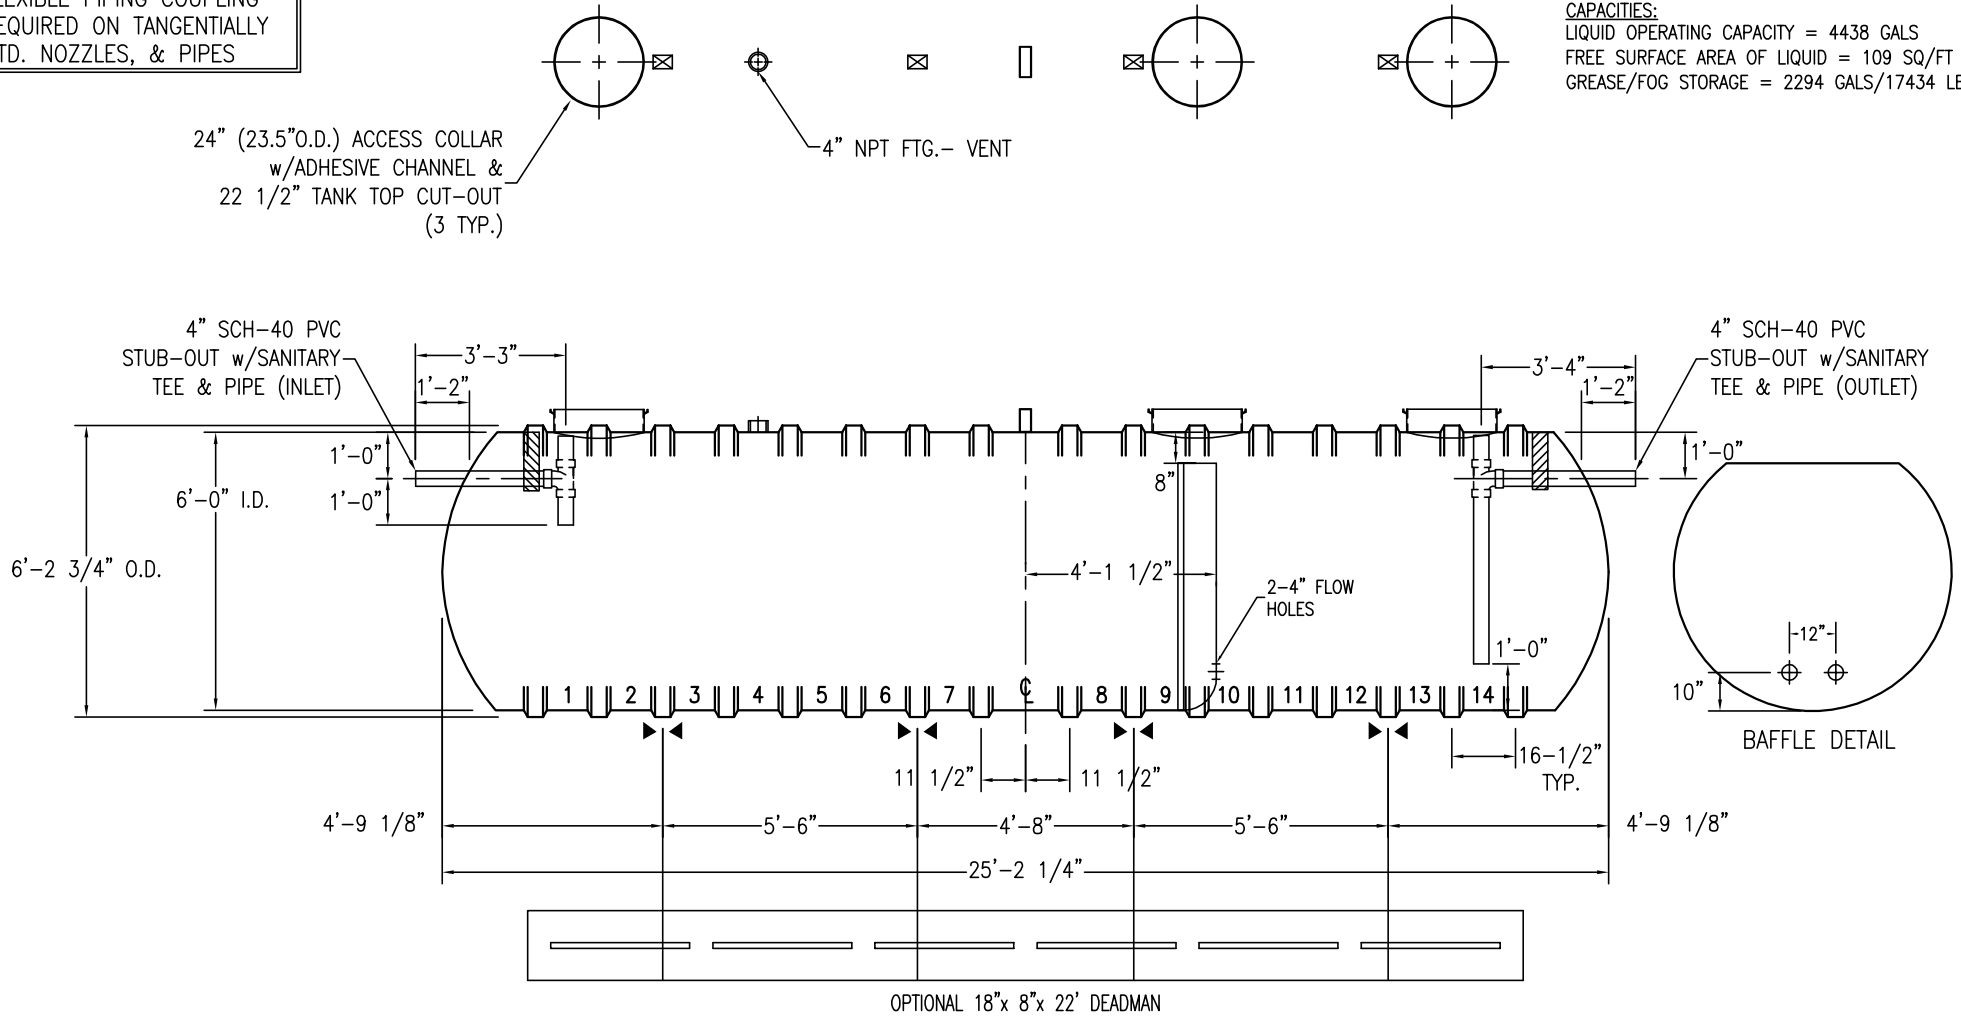 REQUIRED ON TANGENTIALLY
NOZZLES, & PIPES
CAPACITIES:
LIQUID OPERATING CAPACITY = 4438 GALS
FREE SURFACE AREA OF LIQUID = 109 SQ/FT
GREASE/FOG STORAGE = 2294 GALS/17434
24" (23.5"O.D.) ACCESS COLLAR
w/ADHESIVE CHANNEL &
22 1/2" TANK TOP CUT-OUT
(3 TYP.)
4" NPT FTG.- VENT
4" SCH-40 PVC
STUB-OUT w/SANITARY
TEE & PIPE (INLET)
3'-3"
1'-2"
4" SCH-40 PVC
STUB-OUT w/SANITARY
TEE & PIPE (OUTLET)
3'-4"
1'-2"
1'-0"
1'-0"
1'-0"
8"
6'-0" I.D.
6'-2 3/4" O.D.
4'-1 1/2"
2-4" FLOW
HOLES
1'-0"
12"
10"
BAFFLE DETAIL
1 2 3 4 5 6 7 ℄ 8 9 10 11 12 13 14
11 1/2"
11 1/2"
16-1/2"
TYP.
4'-9 1/8"
5'-6"
4'-8"
5'-6"
4'-9 1/8"
25'-2 1/4"
OPTIONAL 18"x 8"x 22' DEADMAN